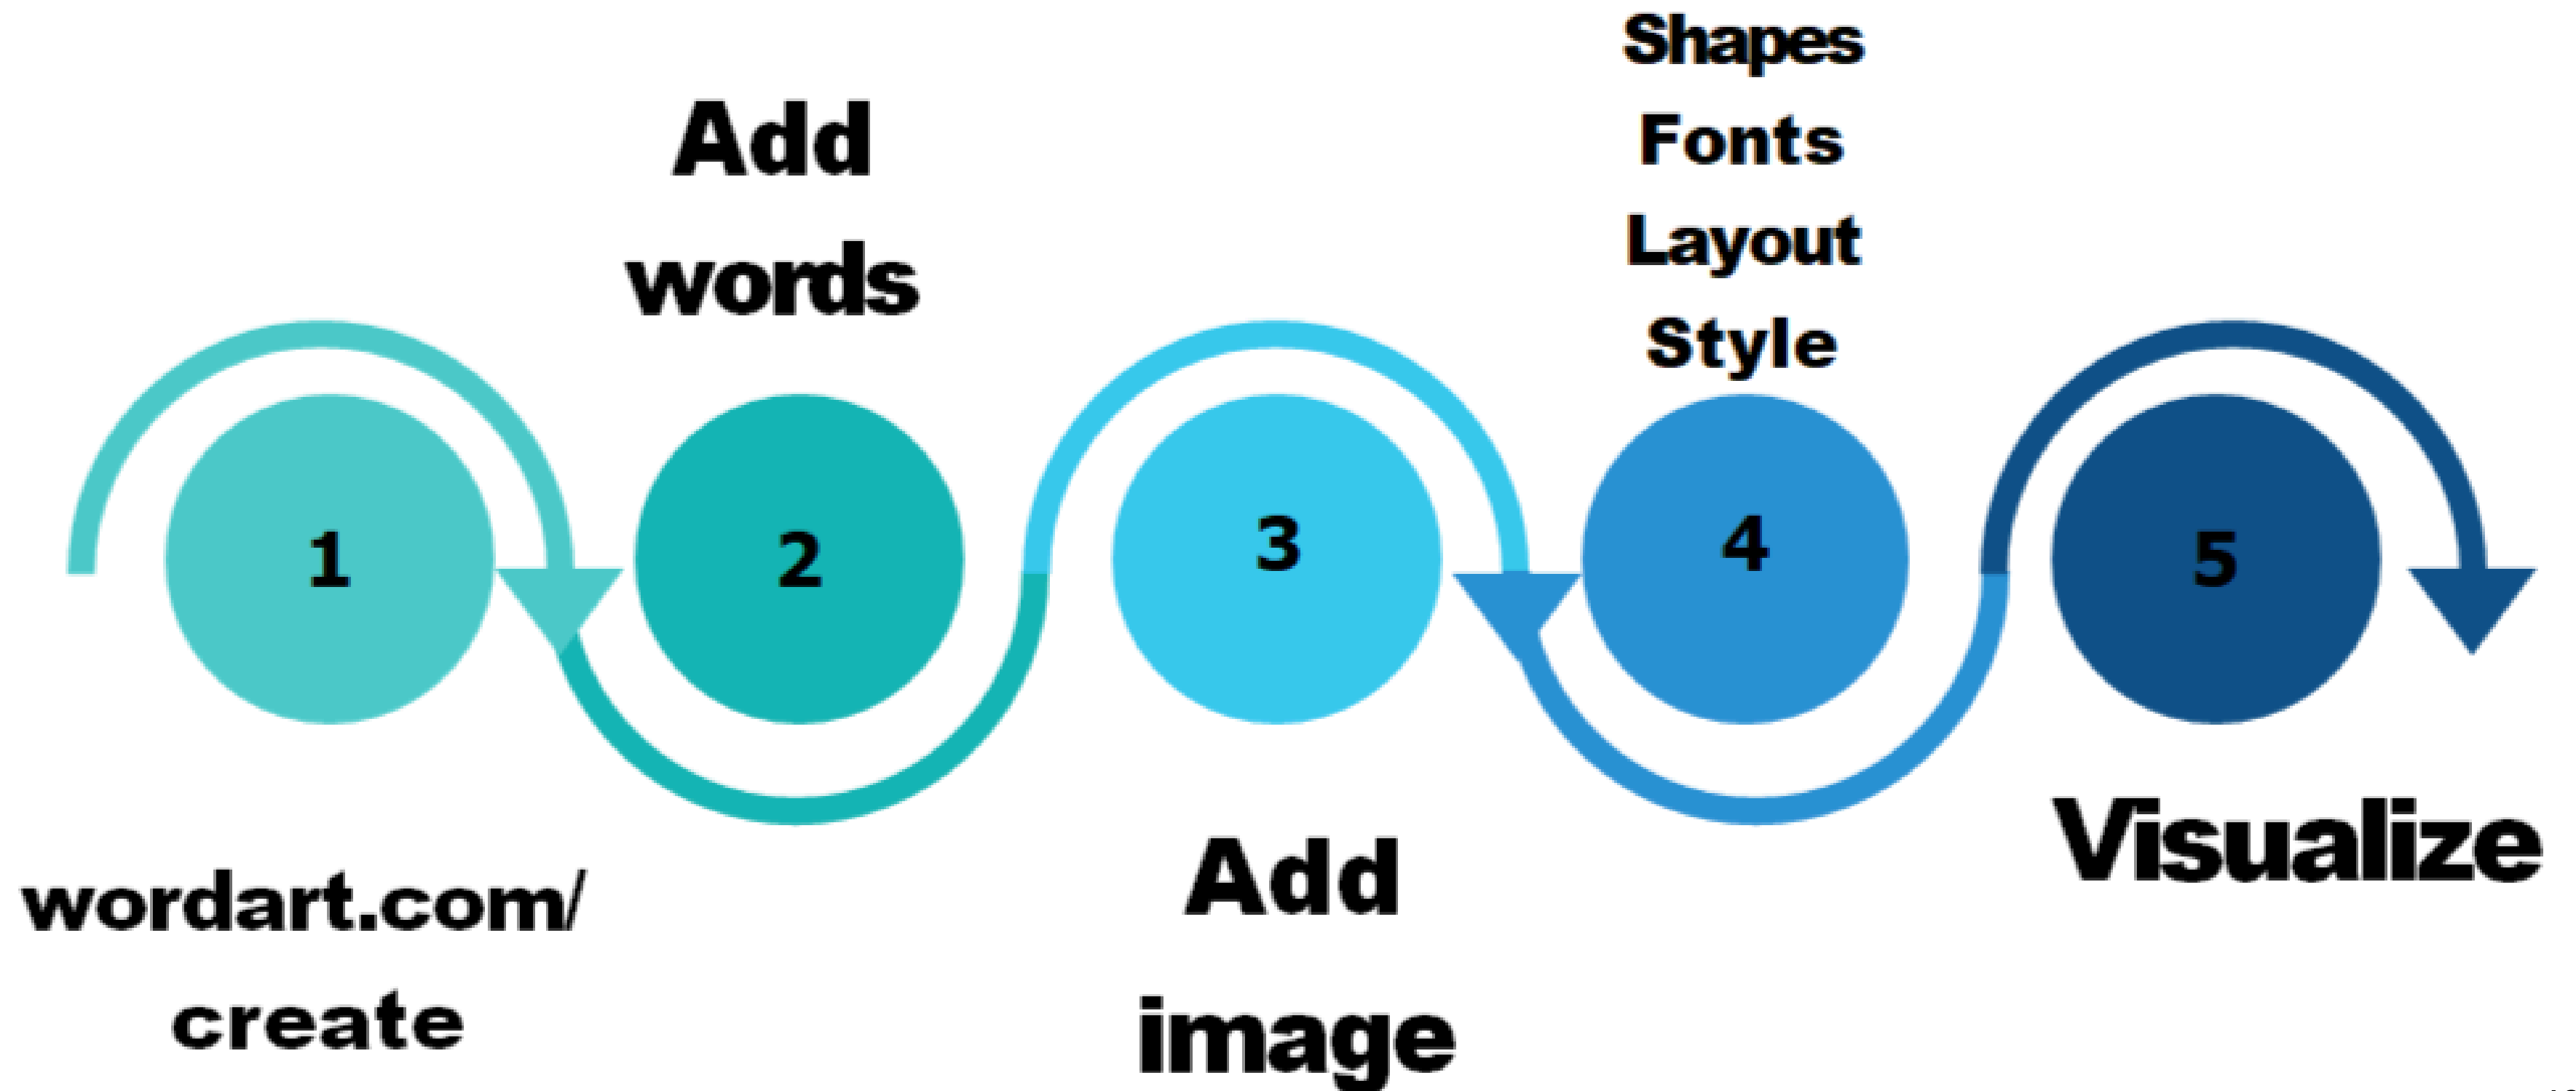 1
wordart.com/
create
2
Add
words
3
Add
image
4
Shapes
Fonts
Layout
Style
5
Visualize